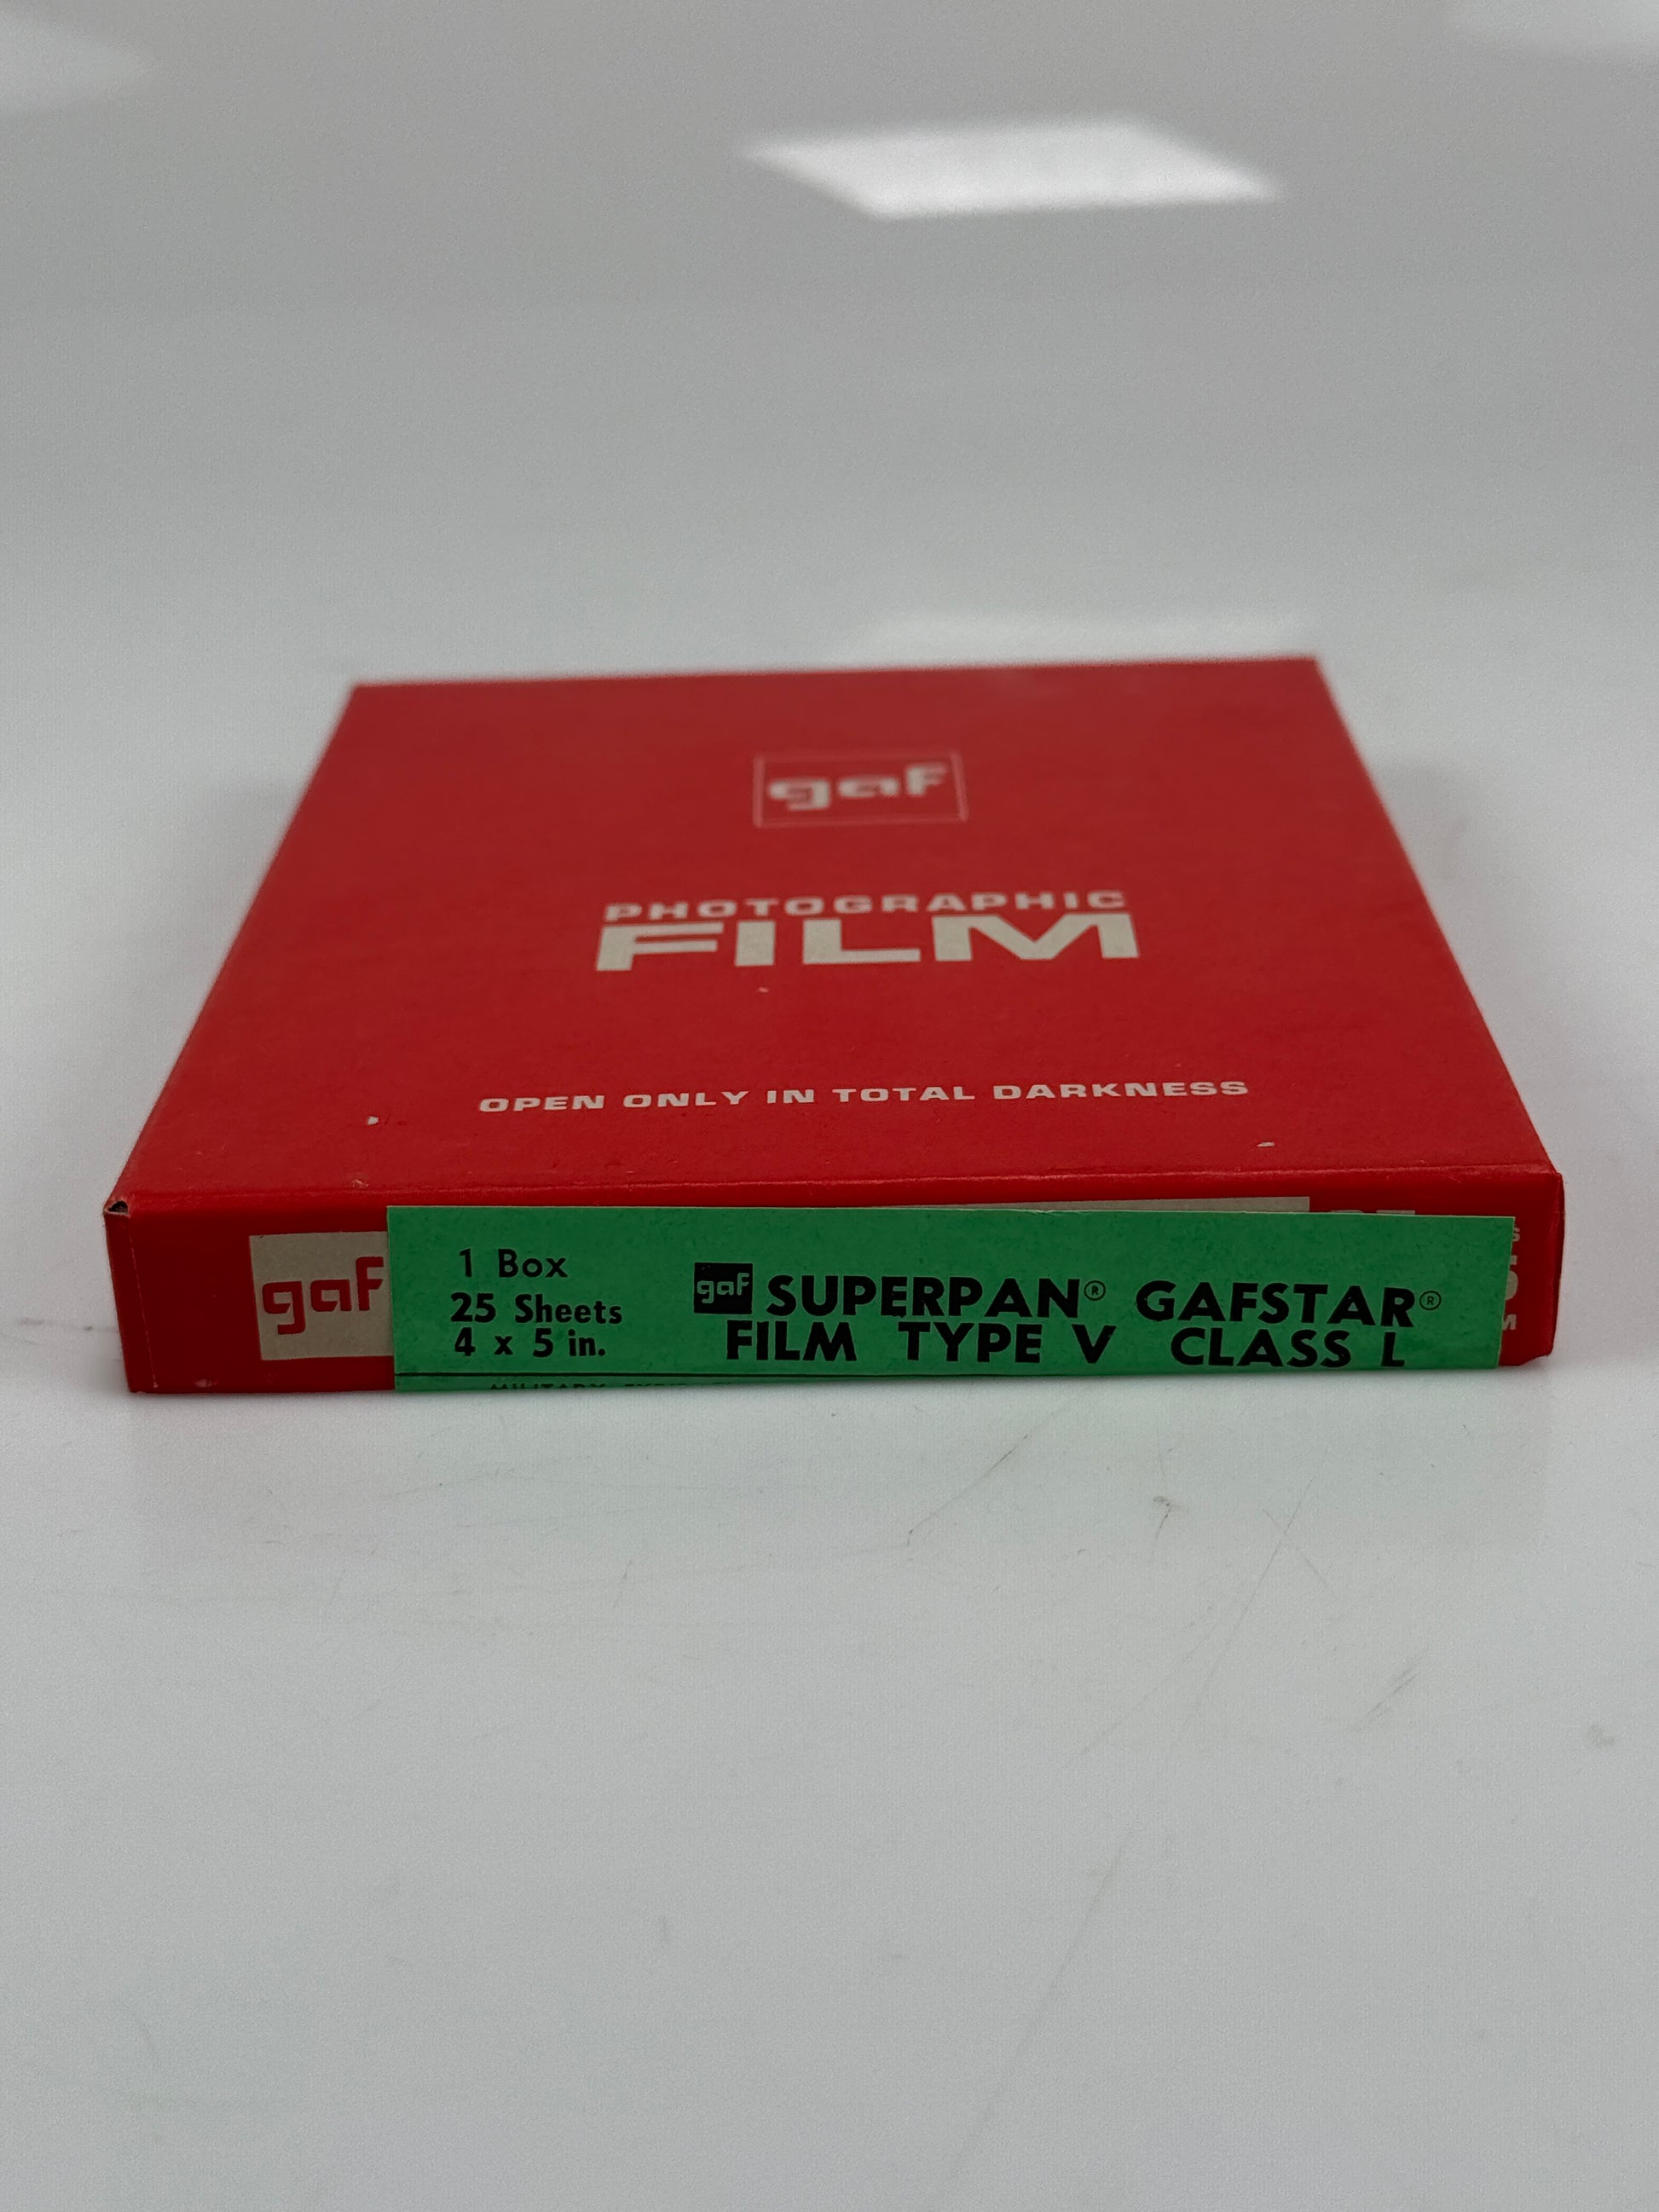 gaf
PHOTOGRAPHIC
FILM
OPEN ONLY IN TOTAL DARKNESS
gaf
1 Box
25 Sheets
4 x 5 in.
gaf SUPERPAN® GAFSTAR®
FILM TYPE V CLASS L